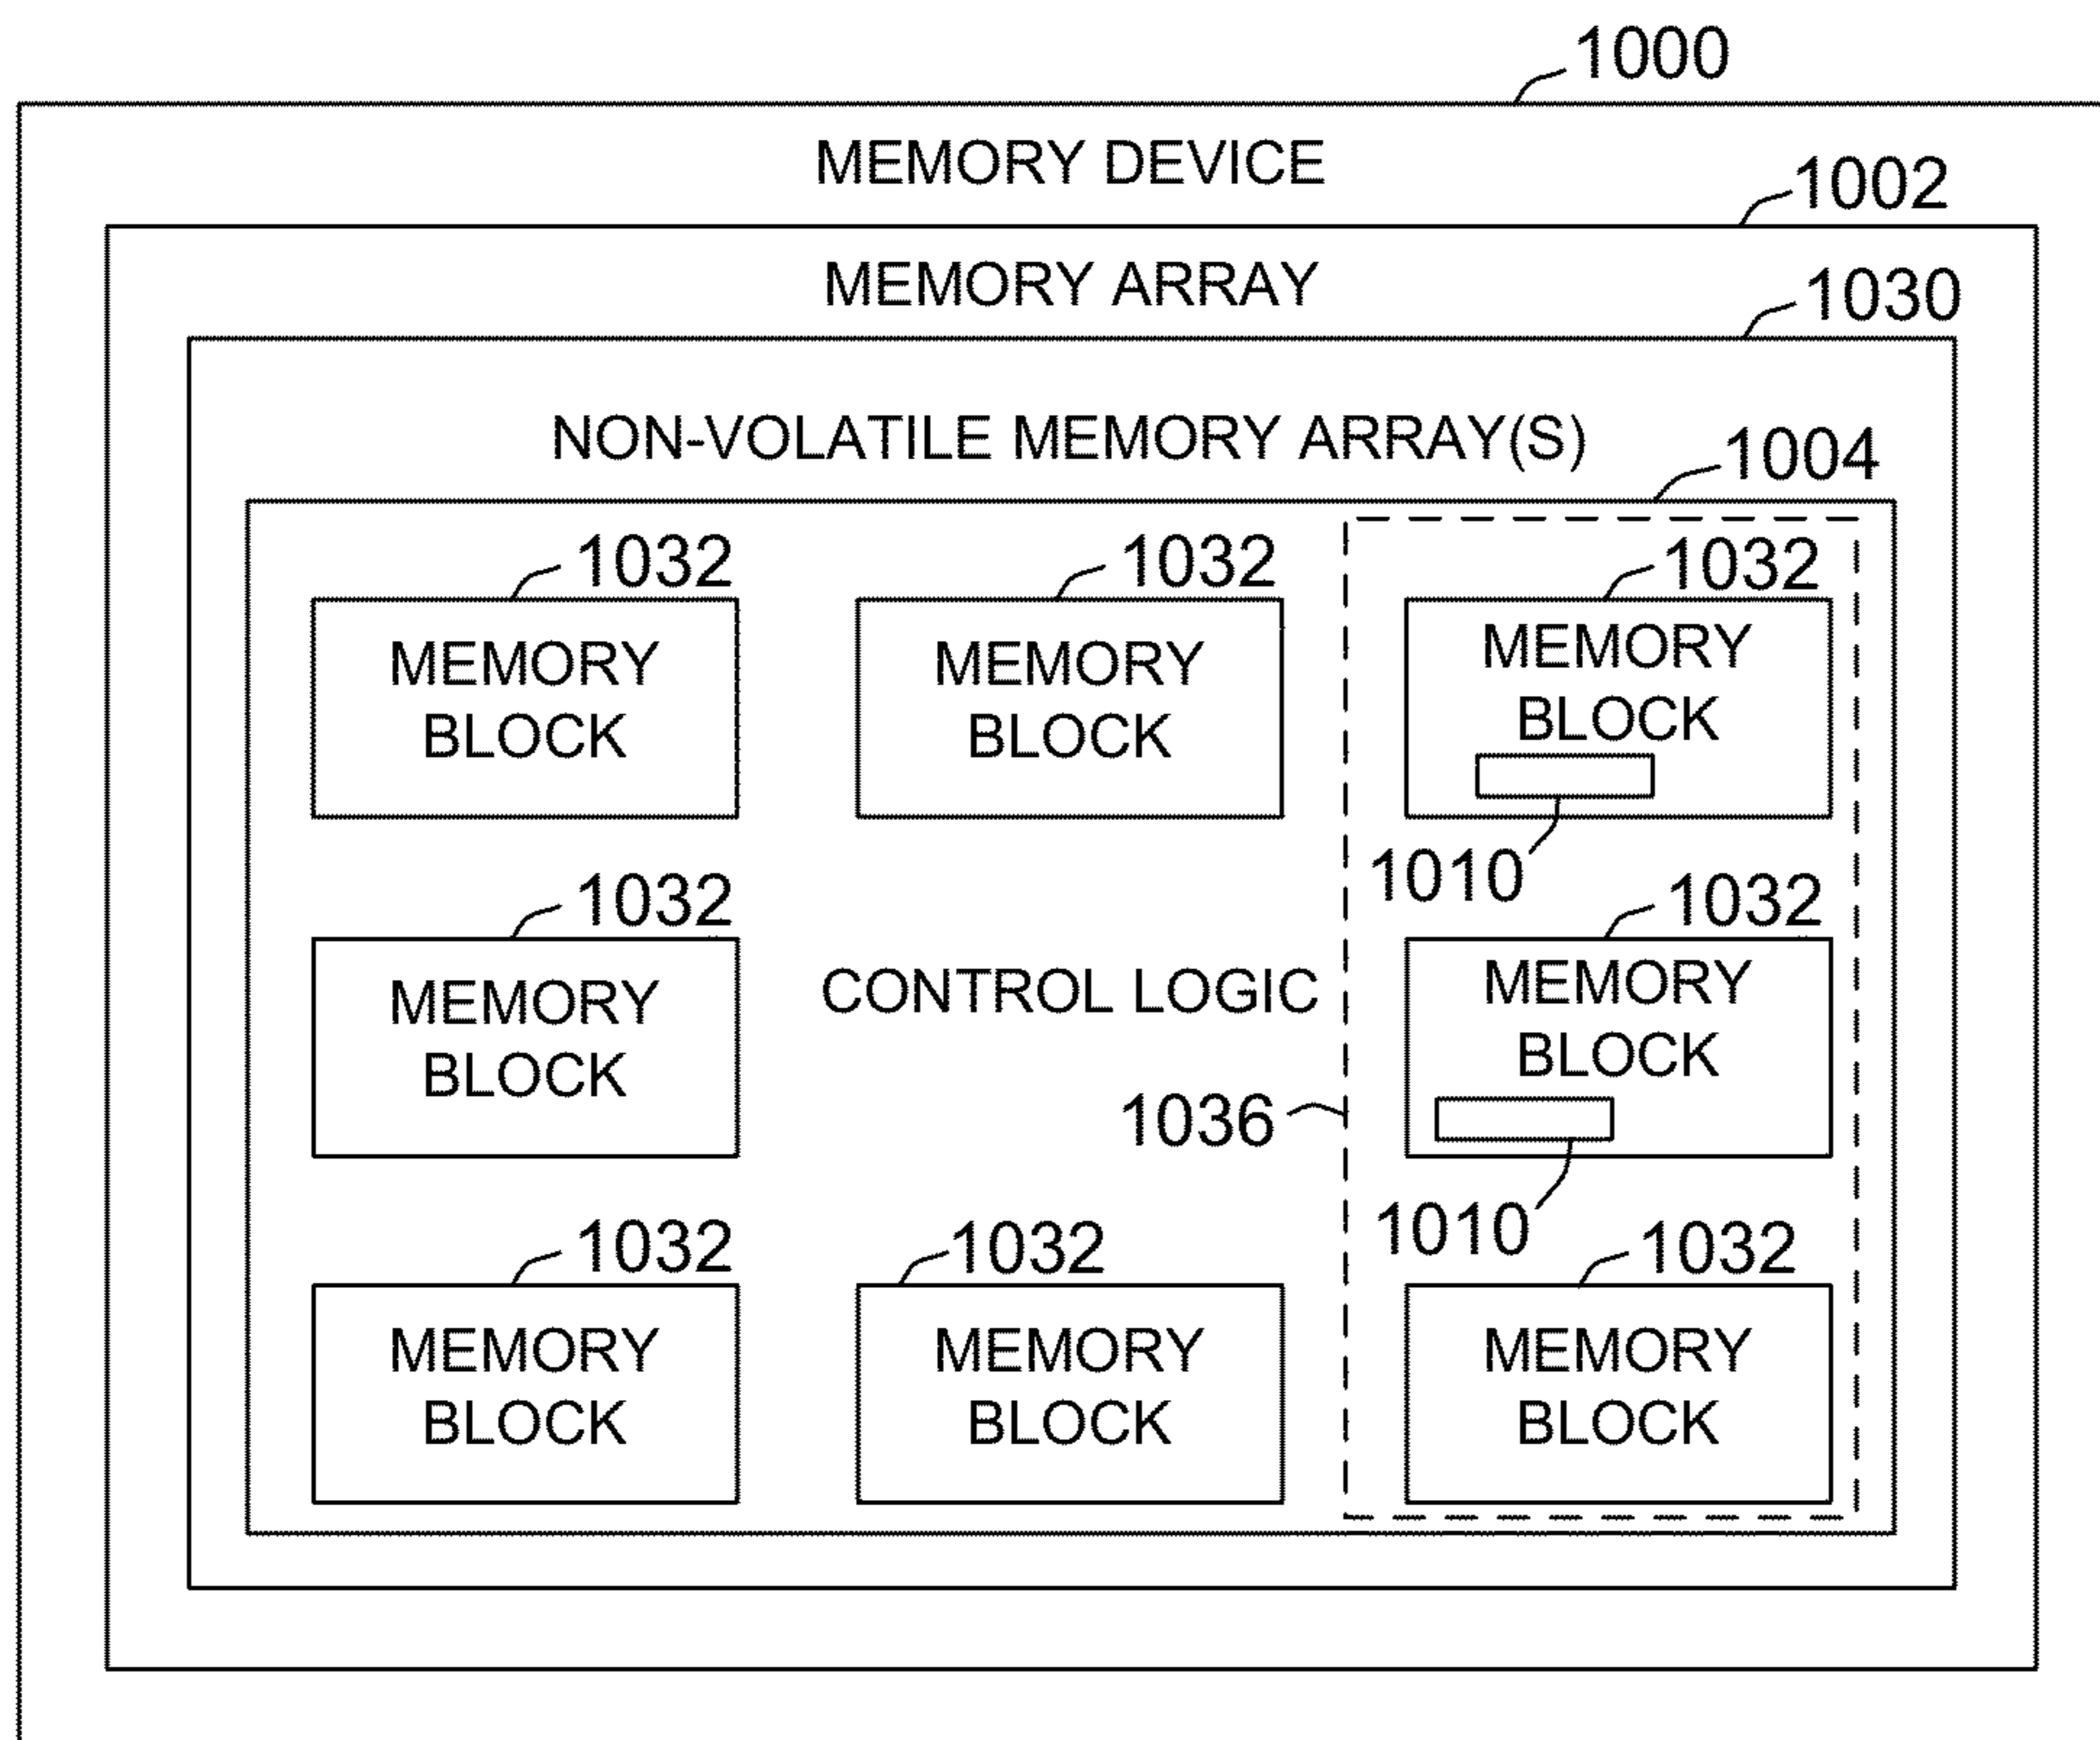 1000
MEMORY DEVICE
1002
MEMORY ARRAY
1030
NON-VOLATILE MEMORY ARRAY(S)
1004
1032
MEMORY
BLOCK
1032
MEMORY
BLOCK
1032
MEMORY
BLOCK
1010
1032
MEMORY
BLOCK
CONTROL LOGIC
1036
1032
MEMORY
BLOCK
1010
1032
MEMORY
BLOCK
1032
MEMORY
BLOCK
1032
MEMORY
BLOCK